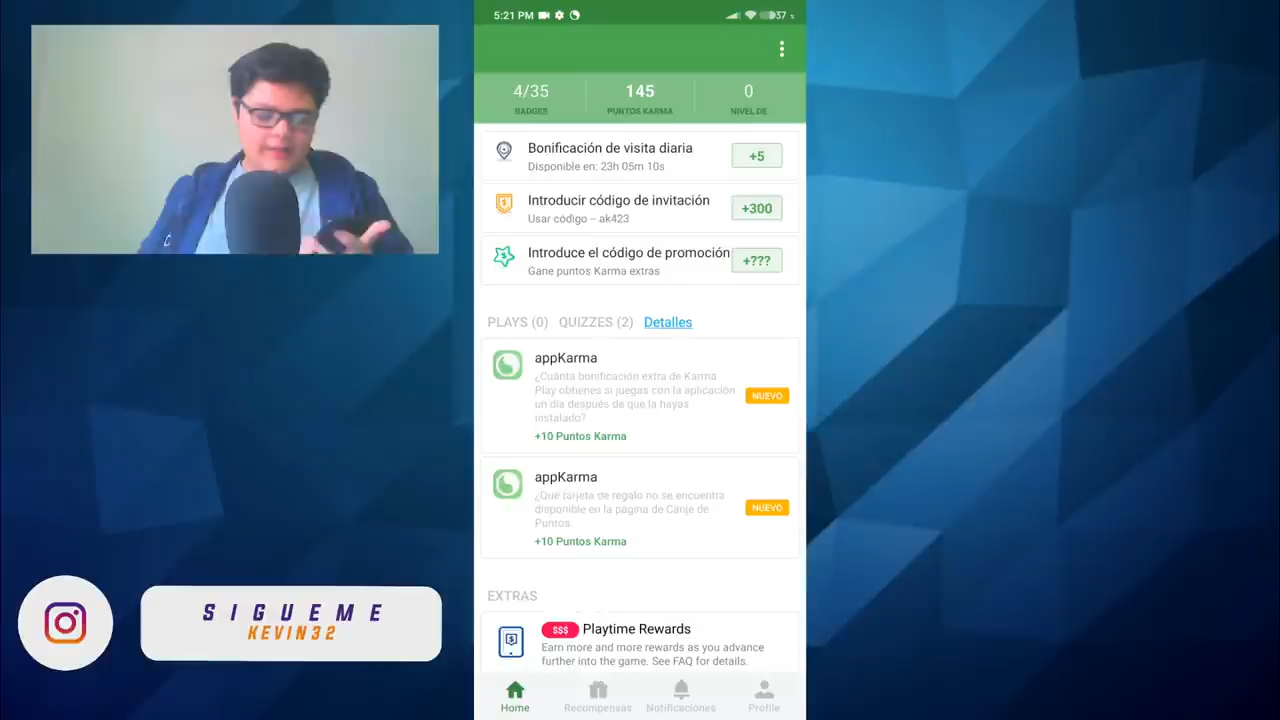 5:21 PM
37
4/35
BADGES
145
PUNTOS KARMA
0
NIVEL DE
Bonificación de visita diaria
Disponible en: 23h 05m 10s
+5
Introducir código de invitación
Usar código – ak423
+300
Introduce el código de promoción
Gane puntos Karma extras
+???
PLAYS (0) QUIZZES (2) Detalles
appKarma
¿Cuánta bonificación extra de Karma
Play obtienes si juegas con la aplicación
un día después de que la hayas
instalado?
+10 Puntos Karma
NUEVO
appKarma
¿Qué tarjeta de regalo no se encuentra
disponible en la página de Canje de
Puntos.
+10 Puntos Karma
NUEVO
EXTRAS
$$$ Playtime Rewards
Earn more and more rewards as you advance
further into the game. See FAQ for details.
Home
Recompensas
Notificaciones
Profile
SIGUEME
KEVIN32